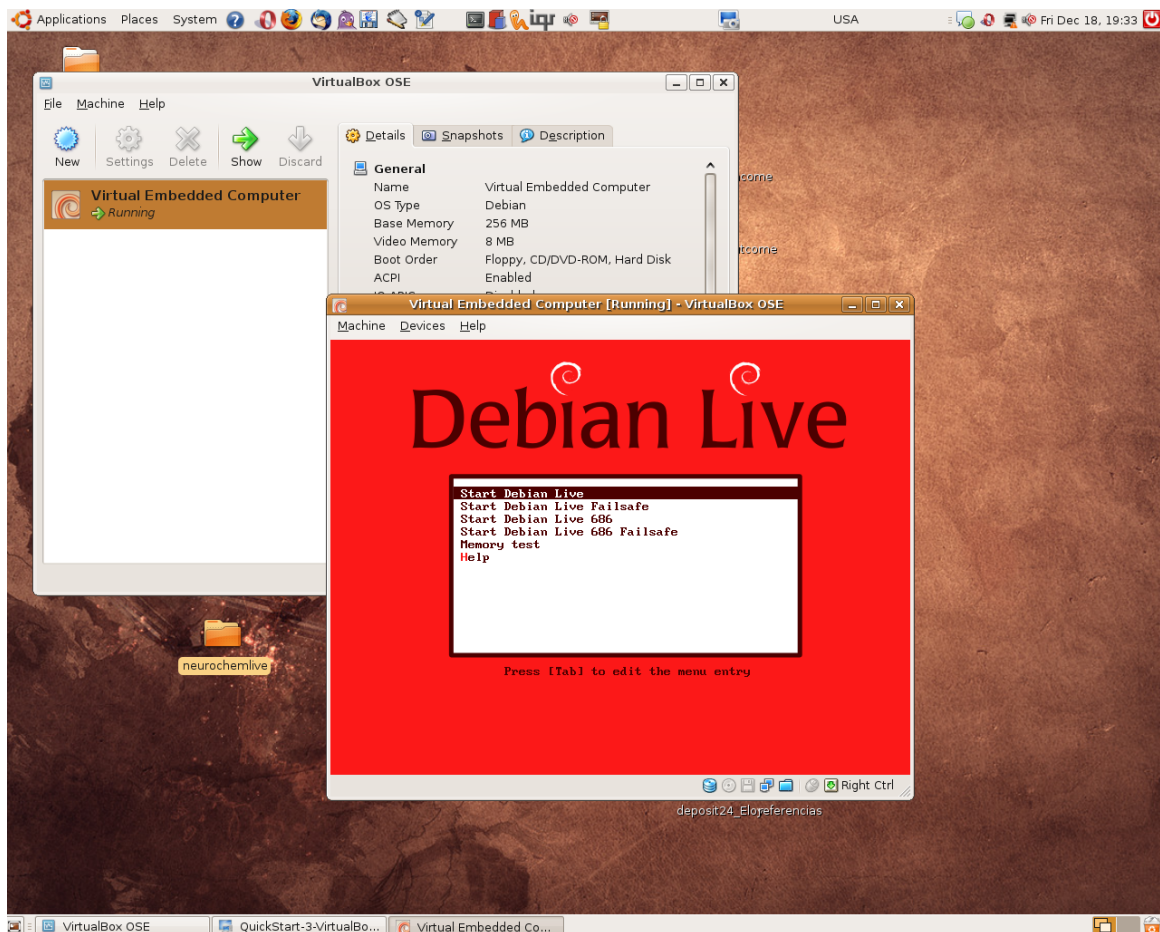 Applications Places System iqr USA Fri Dec 18, 19:33
VirtualBox OSE
File Machine Help
New Settings Delete Show Discard
Details Snapshots Description
Virtual Embedded Computer
Running
General
Name Virtual Embedded Computer
OS Type Debian
Base Memory 256 MB
Video Memory 8 MB
Boot Order Floppy, CD/DVD-ROM, Hard Disk
ACPI Enabled
Virtual Embedded Computer [Running] - VirtualBox OSE
Machine Devices Help
Debian Live
Start Debian Live
Start Debian Live Failsafe
Start Debian Live 686
Start Debian Live 686 Failsafe
Memory test
Help
Press [Tab] to edit the menu entry
Right Ctrl
neurochemlive
VirtualBox OSE QuickStart-3-VirtualBo... Virtual Embedded Co...